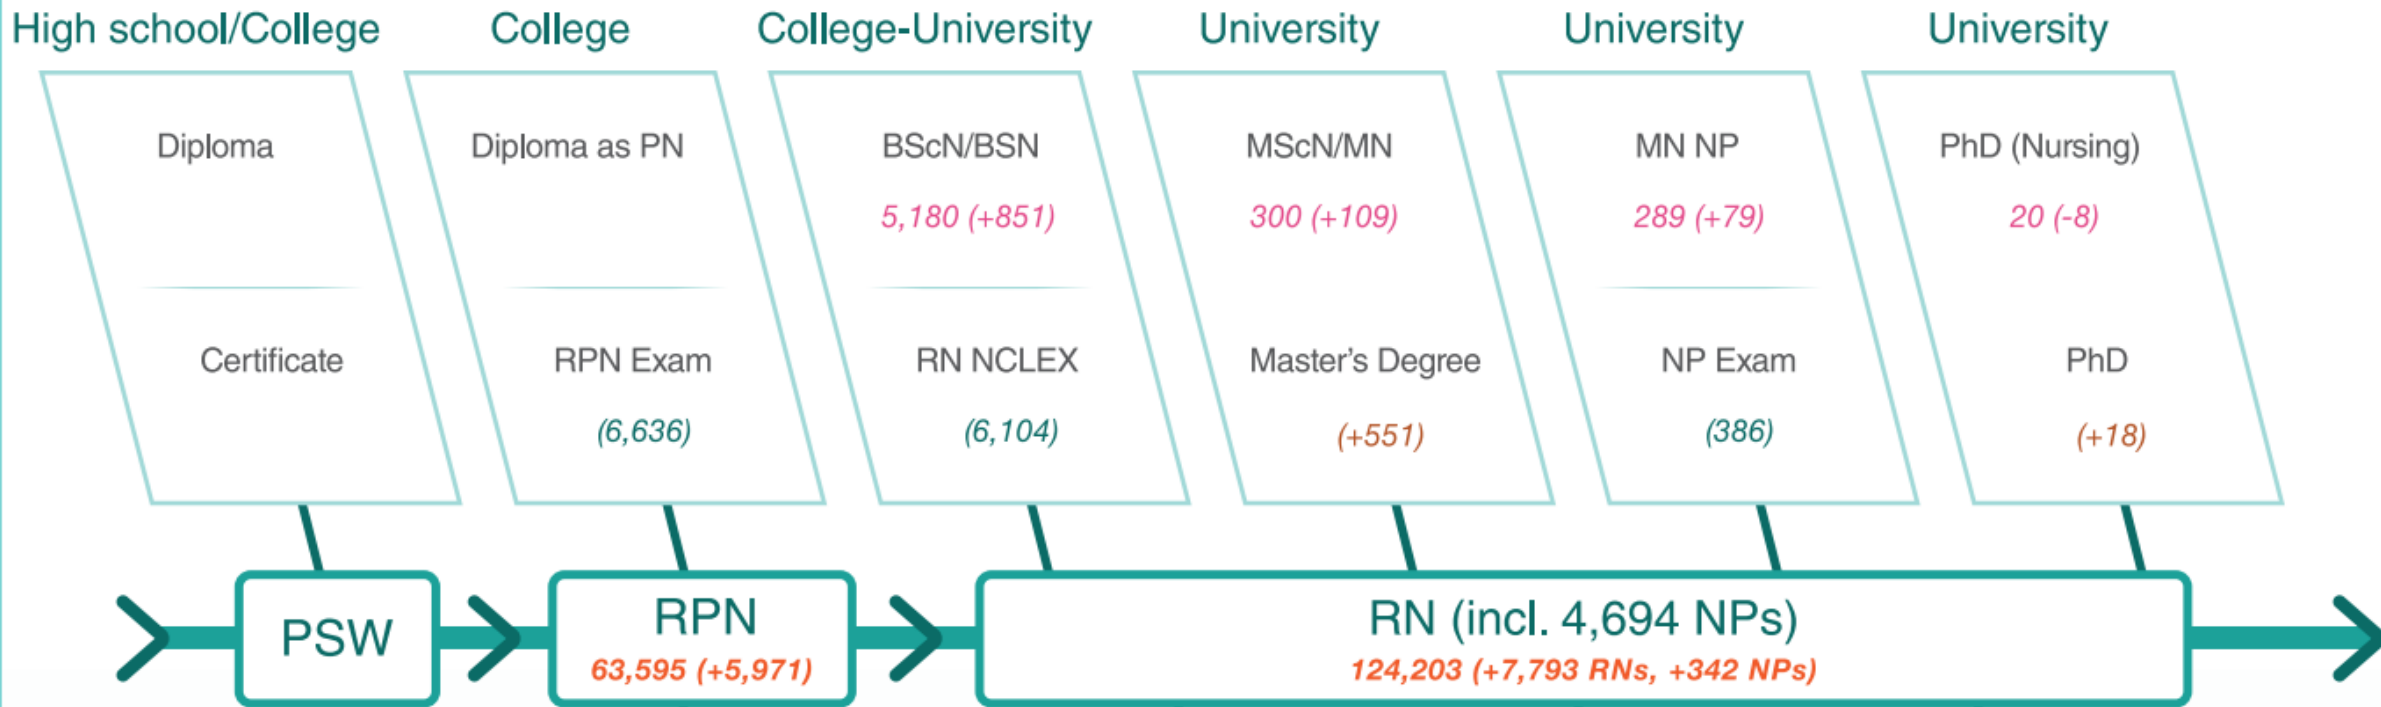 High school/College
College
College-University
University
University
University
Diploma
Diploma as PN
BScN/BSN
MScN/MN
MN NP
PhD (Nursing)
5,180 (+851)
300 (+109)
289 (+79)
20 (-8)
Certificate
RPN Exam
RN NCLEX
Master's Degree
NP Exam
PhD
(6,636)
(6,104)
(+551)
(386)
(+18)
PSW
RPN
63,595 (+5,971)
RN (incl. 4,694 NPs)
124,203 (+7,793 RNs, +342 NPs)